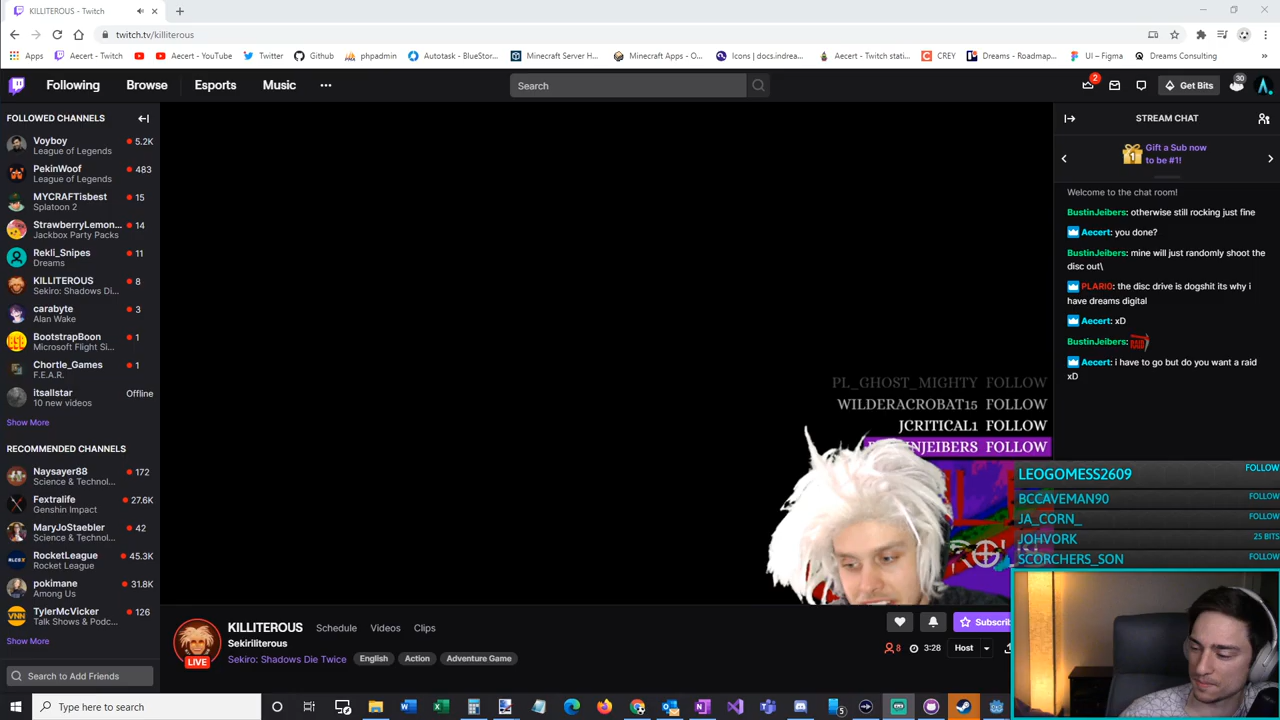 KILLITEROUS - Twitch
twitch.tv/killiterous
Apps
Aecert - Twitch
Aecert - YouTube
Twitter
Github
phpadmin
Autotask - BlueStor...
Minecraft Server H...
Minecraft Apps - O...
Icons | docs.indrea...
Aecert - Twitch stati...
CREY
Dreams - Roadmap...
UI – Figma
Dreams Consulting
Following
Browse
Esports
Music
Search
2
Get Bits
30
FOLLOWED CHANNELS
Voyboy
5.2K
League of Legends
PekinWoof
483
League of Legends
MYCRAFTisbest
15
Splatoon 2
StrawberryLemon...
14
Jackbox Party Packs
Rekli_Snipes
11
Dreams
KILLITEROUS
8
Sekiro: Shadows Di...
carabyte
3
Alan Wake
BootstrapBoon
1
Microsoft Flight Si...
Chortle_Games
1
F.E.A.R.
itsallstar
Offline
10 new videos
Show More
RECOMMENDED CHANNELS
Naysayer88
172
Science & Technol...
Fextralife
27.6K
Genshin Impact
MaryJoStaebler
42
Science & Technol...
RocketLeague
45.3K
Rocket League
pokimane
31.8K
Among Us
TylerMcVicker
126
Talk Shows & Podc...
Show More
Search to Add Friends
PL_GHOST_MIGHTY FOLLOW
WILDERACROBAT15 FOLLOW
JCRITICAL1 FOLLOW
FOLLOW
KILLITEROUS
Schedule
Videos
Clips
Sekiriliterous
Sekiro: Shadows Die Twice
English
Action
Adventure Game
LIVE
Subscrib
8
3:28
Host
STREAM CHAT
Gift a Sub now
to be #1!
1
Welcome to the chat room!
BustinJeibers: otherwise still rocking just fine
Aecert: you done?
BustinJeibers: mine will just randomly shoot the
disc out\
PLARIO: the disc drive is dogshit its why i
have dreams digital
Aecert: xD
BustinJeibers: RAID
Aecert: i have to go but do you want a raid
xD
LEOGOMESS2609 FOLLOW
BCCAVEMAN90 FOLLOW
JA_CORN_ FOLLOW
JOHVORK 25 BITS
SCORCHERS_SON FOLLOW
Type here to search
5